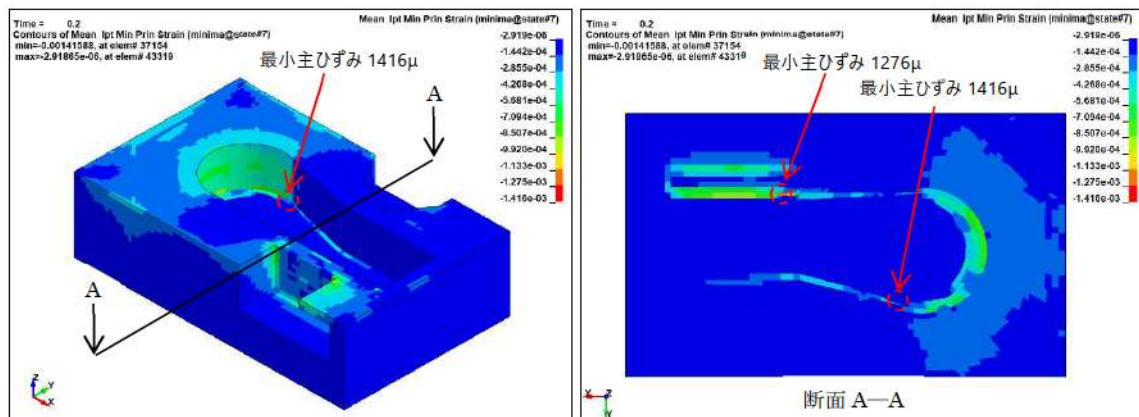 Time = 0.2
Contours of Mean Ipt Min Prin Strain (minima@state#7)
min=-0.00141588, at elem# 37154
max=-2.91865e-06, at elem# 43319
Mean Ipt Min Prin Strain (minima@state#7)
-2.919e-06
-1.442e-04
-2.855e-04
-4.268e-04
-5.681e-04
-7.094e-04
-8.507e-04
-9.920e-04
-1.133e-03
-1.275e-03
-1.416e-03
最小主ひずみ 1416μ
A
A
Z
Y
X
Time = 0.2
Contours of Mean Ipt Min Prin Strain (minima@state#7)
min=-0.00141588, at elem# 37154
max=-2.91865e-06, at elem# 43319
Mean Ipt Min Prin Strain (minima@state#7)
-2.919e-06
-1.442e-04
-2.855e-04
-4.268e-04
-5.681e-04
-7.094e-04
-8.507e-04
-9.920e-04
-1.133e-03
-1.275e-03
-1.416e-03
最小主ひずみ 1276μ
最小主ひずみ 1416μ
Z
断面 A—A